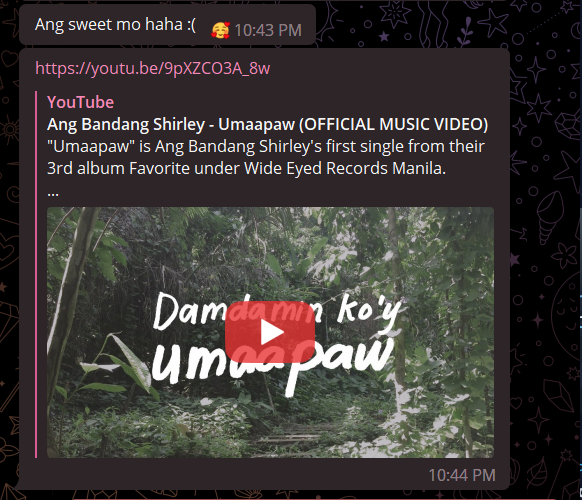 Ang sweet mo haha :( 🥰 10:43 PM
https://youtu.be/9pXZCO3A_8w
YouTube
Ang Bandang Shirley - Umaapaw (OFFICIAL MUSIC VIDEO)
"Umaapaw" is Ang Bandang Shirley's first single from their
3rd album Favorite under Wide Eyed Records Manila.
...
Damdamin ko'y
umaapaw
10:44 PM